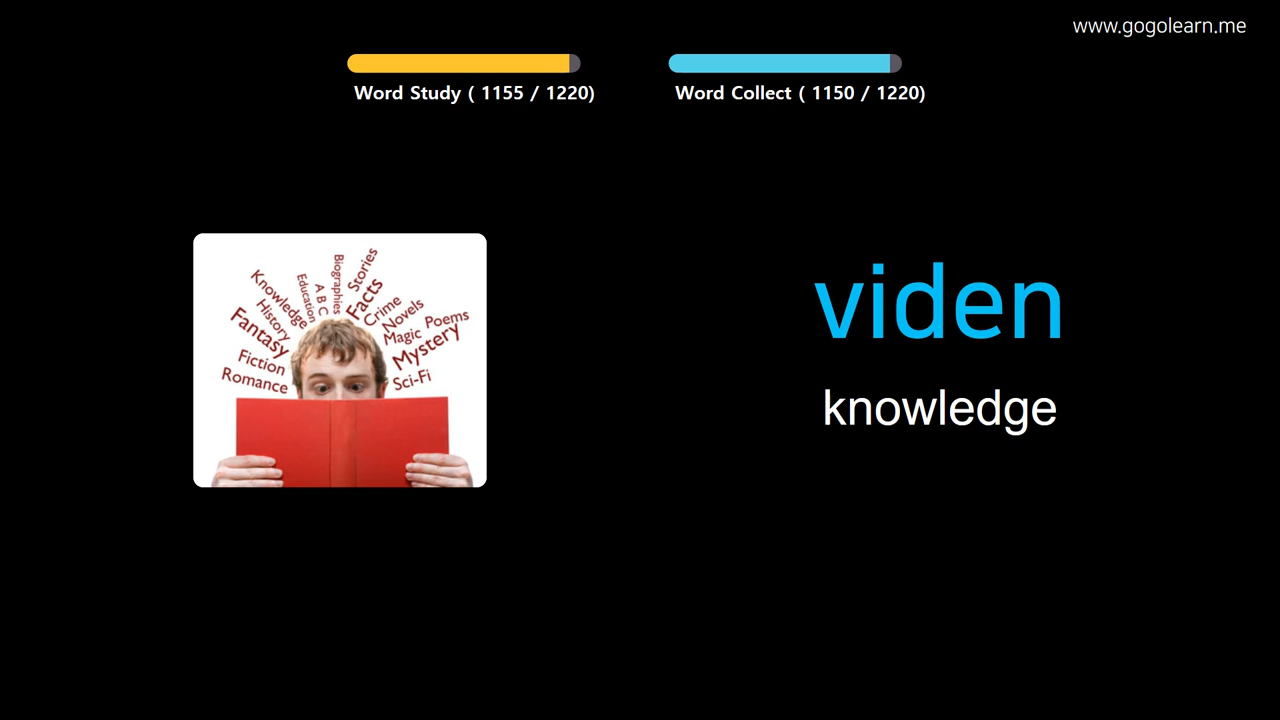 www.gogolearn.me
Word Study ( 1155 / 1220)
Word Collect ( 1150 / 1220)
Biographies
Stories
Knowledge
Education
A B C
Facts
History
Crime
Novels
Fantasy
Magic
Poems
Mystery
Fiction
Romance
Sci-Fi
viden
knowledge